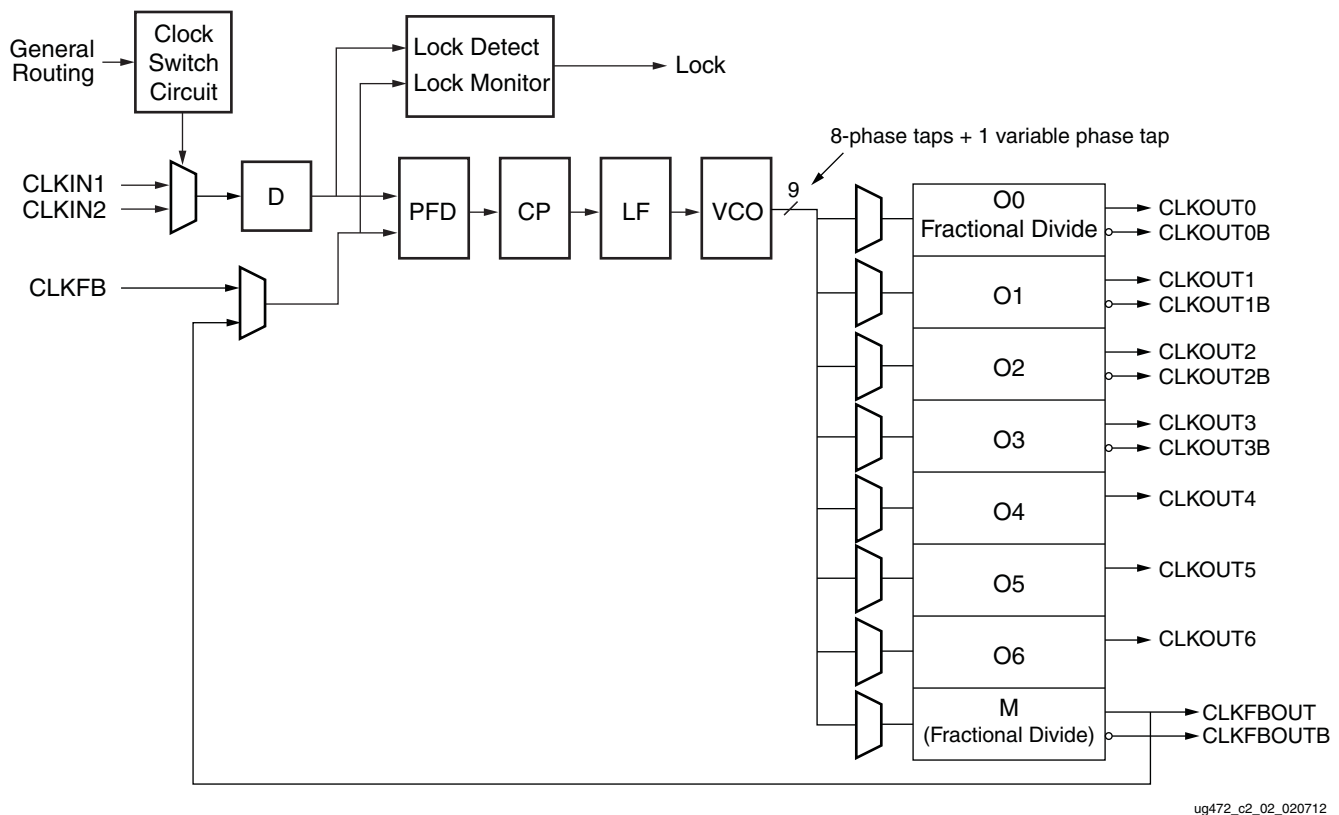 General
Routing
Clock
Switch
Circuit
Lock Detect
Lock Monitor
Lock
8-phase taps + 1 variable phase tap
CLKIN1
CLKIN2
D
PFD
CP
LF
VCO
9
CLKFB
O0
Fractional Divide
CLKOUT0
CLKOUT0B
O1
CLKOUT1
CLKOUT1B
O2
CLKOUT2
CLKOUT2B
O3
CLKOUT3
CLKOUT3B
O4
CLKOUT4
O5
CLKOUT5
O6
CLKOUT6
M
(Fractional Divide)
CLKFBOUT
CLKFBOUTB
ug472_c2_02_020712